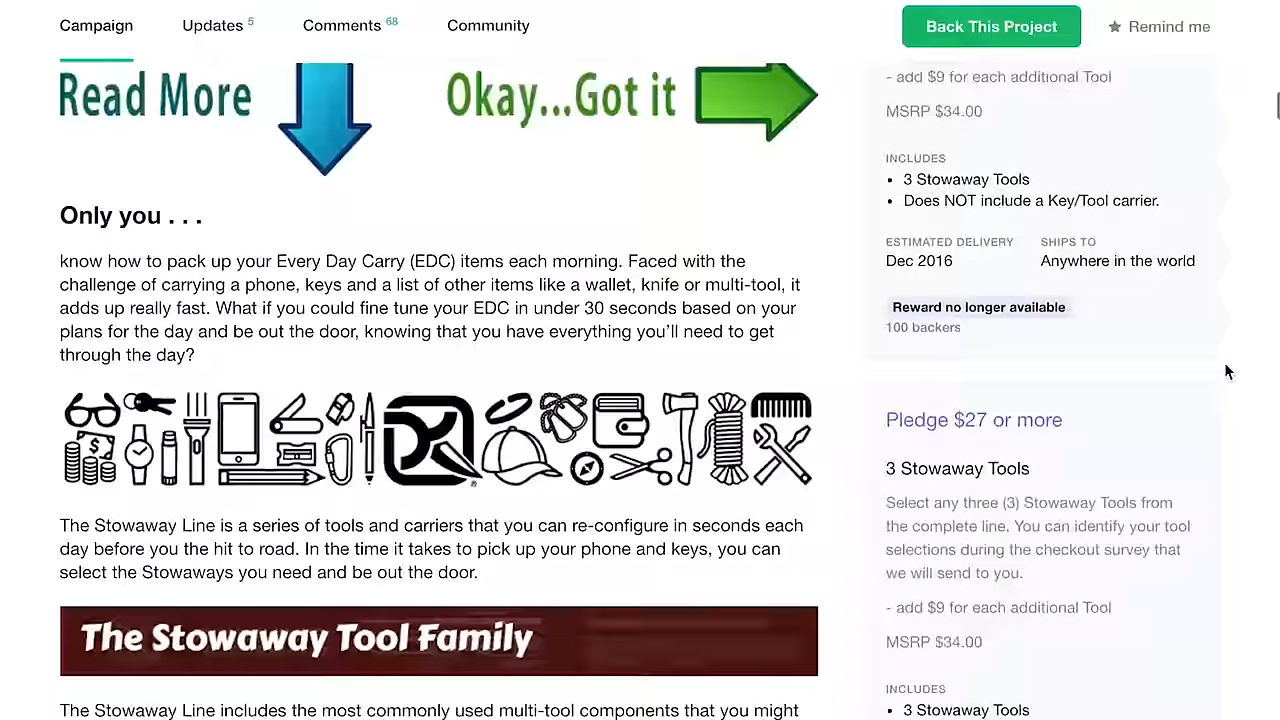 Campaign
Updates 5
Comments 68
Community
Back This Project
Remind me
Read More
Okay...Got it
Only you . . .
know how to pack up your Every Day Carry (EDC) items each morning. Faced with the
challenge of carrying a phone, keys and a list of other items like a wallet, knife or multi-tool, it
adds up really fast. What if you could fine tune your EDC in under 30 seconds based on your
plans for the day and be out the door, knowing that you have everything you’ll need to get
through the day?
The Stowaway Line is a series of tools and carriers that you can re-configure in seconds each
day before you the hit to road. In the time it takes to pick up your phone and keys, you can
select the Stowaways you need and be out the door.
The Stowaway Tool Family
The Stowaway Line includes the most commonly used multi-tool components that you might
- add $9 for each additional Tool
MSRP $34.00
INCLUDES
• 3 Stowaway Tools
• Does NOT include a Key/Tool carrier.
ESTIMATED DELIVERY
Dec 2016
SHIPS TO
Anywhere in the world
Reward no longer available
100 backers
Pledge $27 or more
3 Stowaway Tools
Select any three (3) Stowaway Tools from
the complete line. You can identify your tool
selections during the checkout survey that
we will send to you.
- add $9 for each additional Tool
MSRP $34.00
INCLUDES
• 3 Stowaway Tools